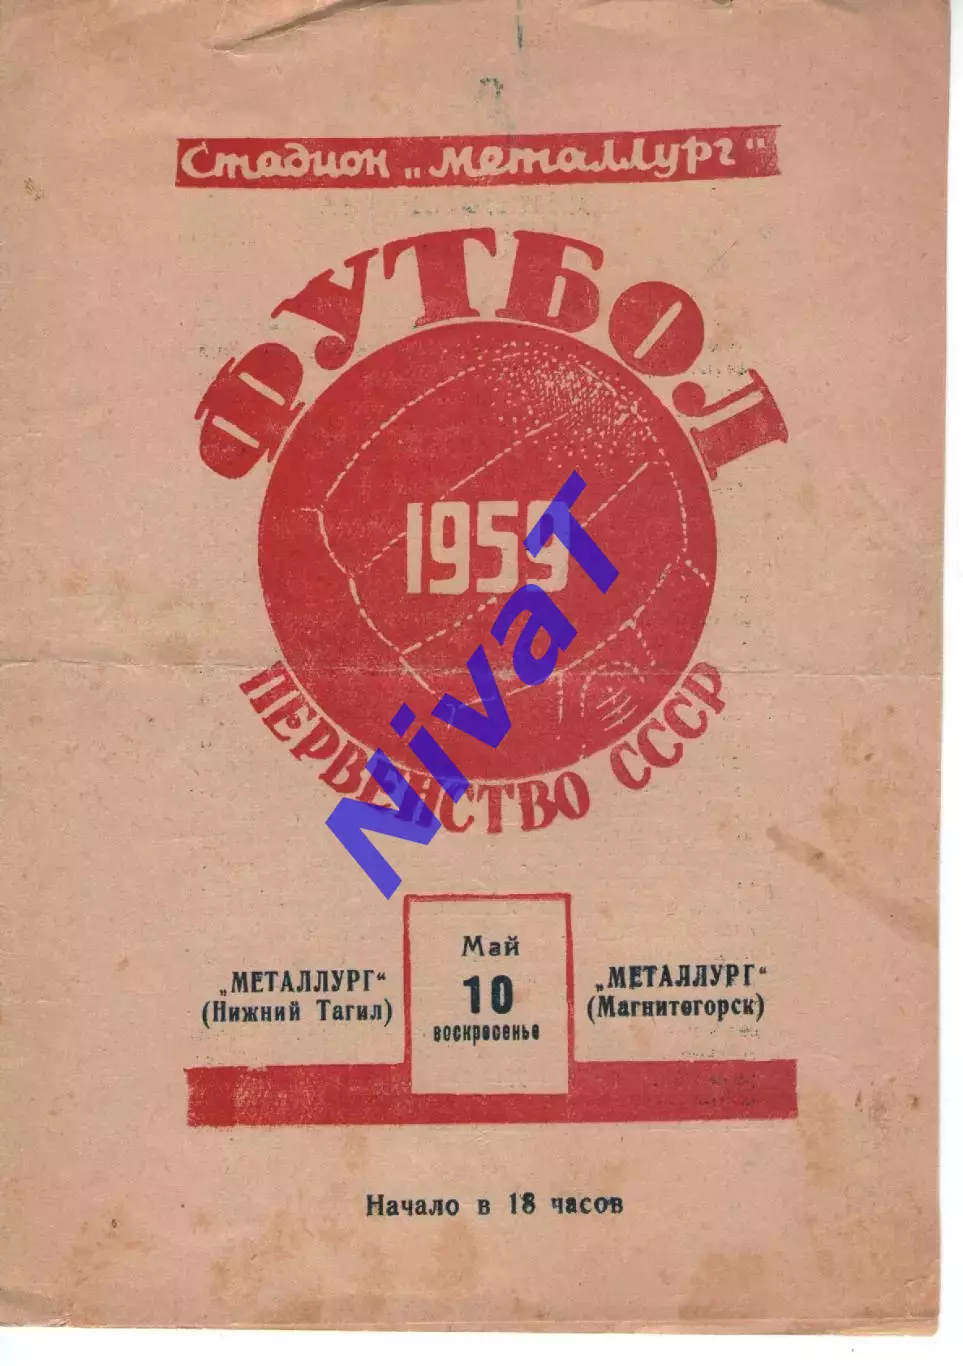 Стадион „металлург"
ФУТБОЛ
1959
ПЕРВЕНСТВО СССР
NivaT
Май
10
воскресенье
„МЕТАЛЛУРГ"
(Нижний Тагил)
„МЕТАЛЛУРГ"
(Магнитогорск)
Начало в 18 часов